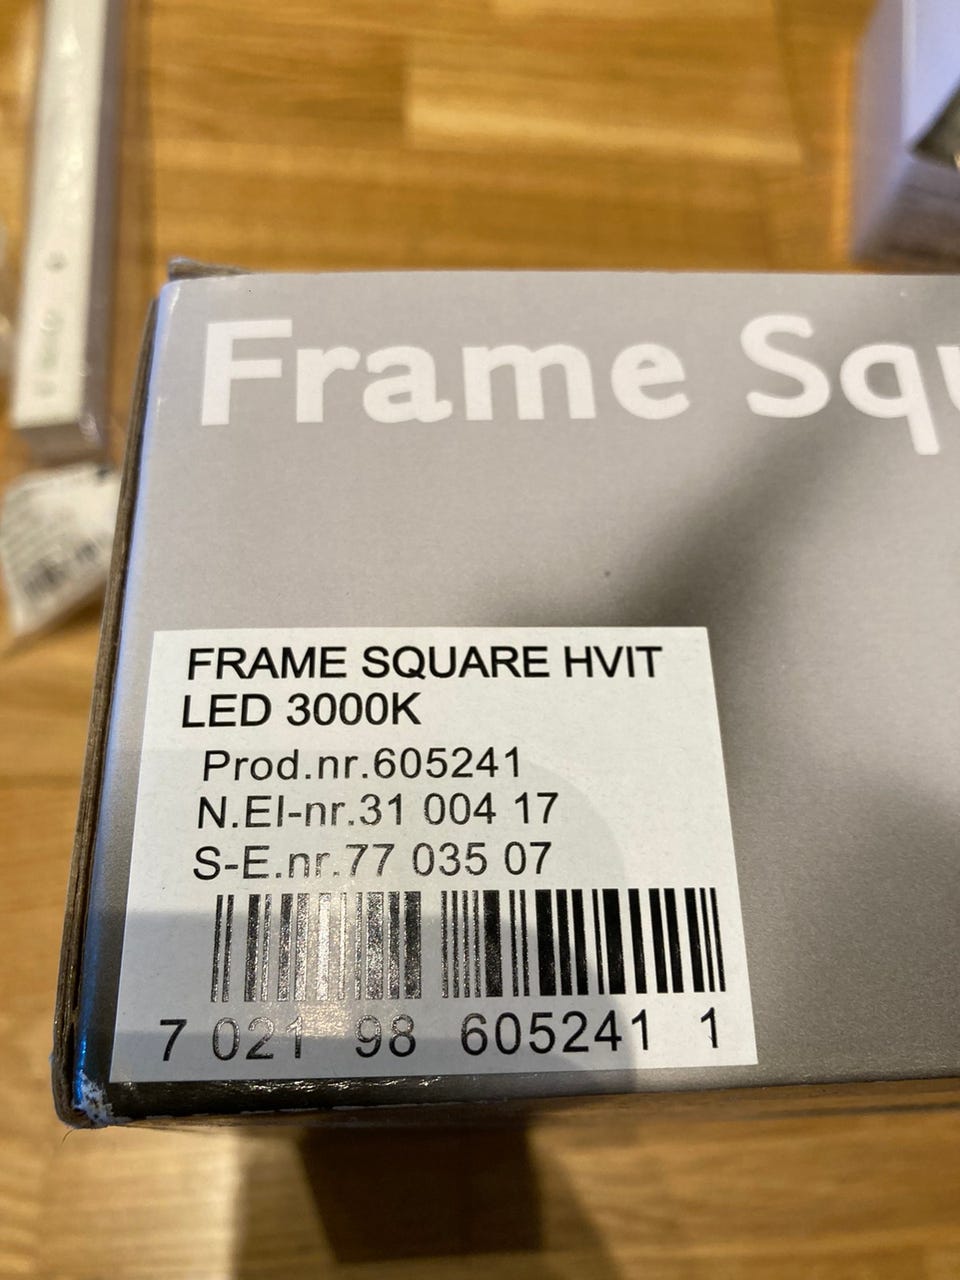 Frame Squ
FRAME SQUARE HVIT
LED 3000K
Prod.nr.605241
N.El-nr.31 004 17
S-E.nr.77 035 07
7 021 98 605241 1